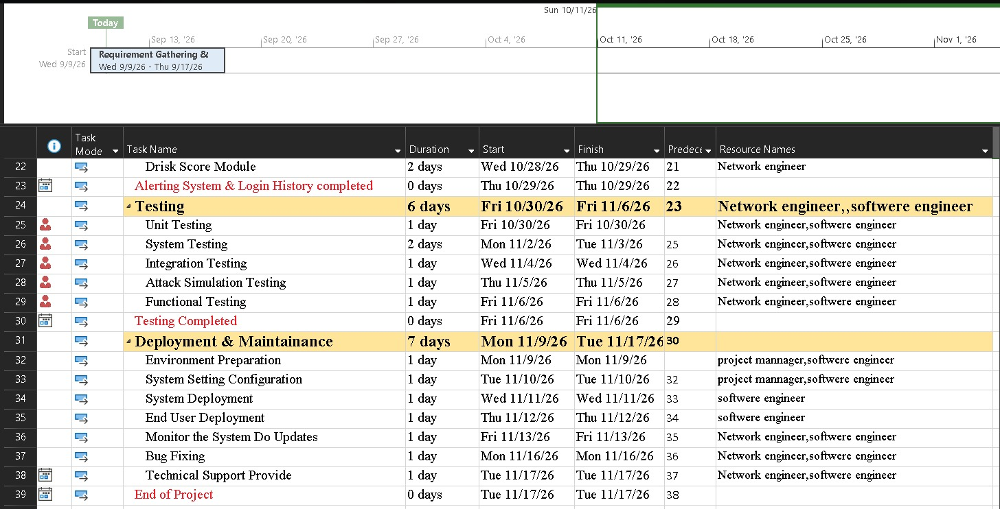 Sun 10/11/26
Today
Sep 13, '26 Sep 20, '26 Sep 27, '26 Oct 4, '26 Oct 11, '26 Oct 18, '26 Oct 25, '26 Nov 1, '26
Start
Wed 9/9/26
Requirement Gathering &
Wed 9/9/26 - Thu 9/17/26
Task Mode Task Name Duration Start Finish Predece Resource Names
22 Drisk Score Module 2 days Wed 10/28/26 Thu 10/29/26 21 Network engineer
23 Alerting System & Login History completed 0 days Thu 10/29/26 Thu 10/29/26 22
24 Testing 6 days Fri 10/30/26 Fri 11/6/26 23 Network engineer,,softwere engineer
25 Unit Testing 1 day Fri 10/30/26 Fri 10/30/26 Network engineer,softwere engineer
26 System Testing 2 days Mon 11/2/26 Tue 11/3/26 25 Network engineer,softwere engineer
27 Integration Testing 1 day Wed 11/4/26 Wed 11/4/26 26 Network engineer,softwere engineer
28 Attack Simulation Testing 1 day Thu 11/5/26 Thu 11/5/26 27 Network engineer,softwere engineer
29 Functional Testing 1 day Fri 11/6/26 Fri 11/6/26 28 Network engineer,softwere engineer
30 Testing Completed 0 days Fri 11/6/26 Fri 11/6/26 29
31 Deployment & Maintainance 7 days Mon 11/9/26 Tue 11/17/26 30
32 Environment Preparation 1 day Mon 11/9/26 Mon 11/9/26 project mannager,softwere engineer
33 System Setting Configuration 1 day Tue 11/10/26 Tue 11/10/26 32 project mannager,softwere engineer
34 System Deployment 1 day Wed 11/11/26 Wed 11/11/26 33 softwere engineer
35 End User Deployment 1 day Thu 11/12/26 Thu 11/12/26 34 softwere engineer
36 Monitor the System Do Updates 1 day Fri 11/13/26 Fri 11/13/26 35 Network engineer,softwere engineer
37 Bug Fixing 1 day Mon 11/16/26 Mon 11/16/26 36 Network engineer,softwere engineer
38 Technical Support Provide 1 day Tue 11/17/26 Tue 11/17/26 37 Network engineer,softwere engineer
39 End of Project 0 days Tue 11/17/26 Tue 11/17/26 38